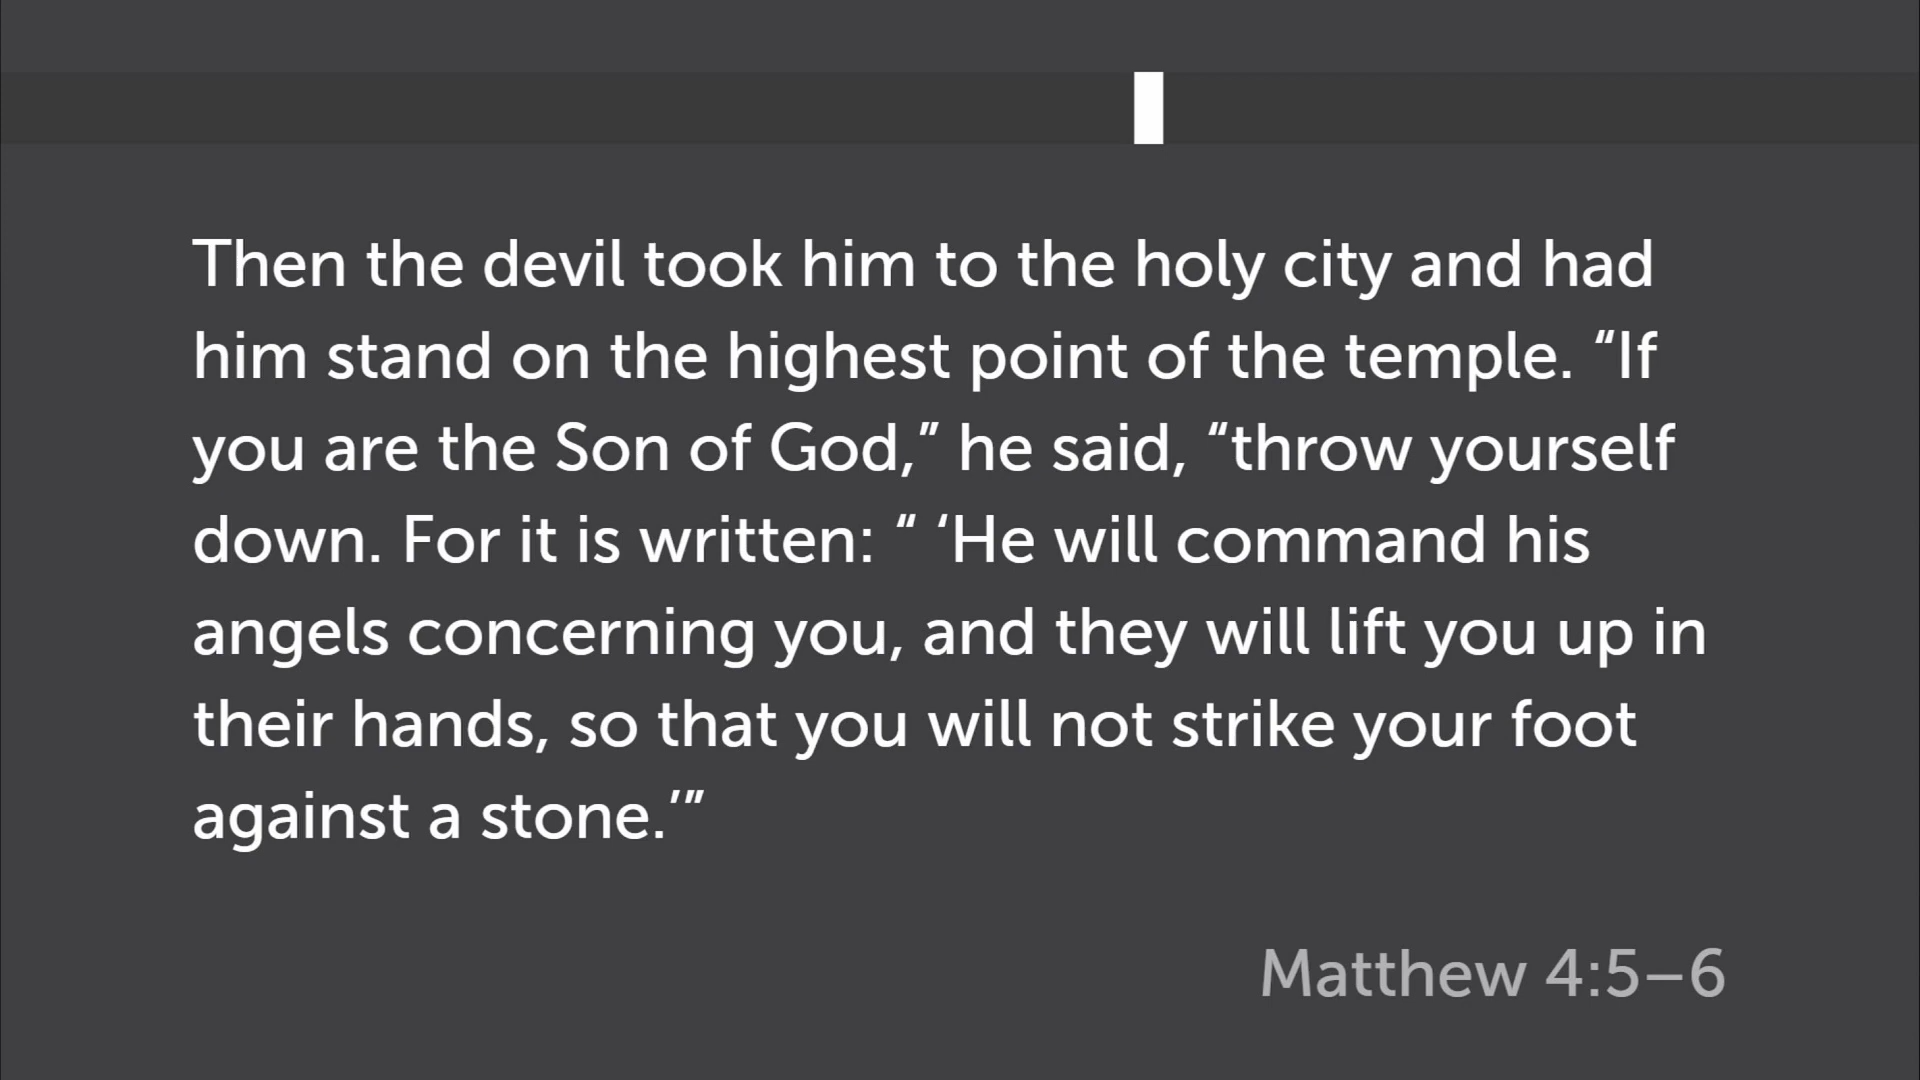 Then the devil took him to the holy city and had
him stand on the highest point of the temple. “If
you are the Son of God,” he said, “throw yourself
down. For it is written: “ ‘He will command his
angels concerning you, and they will lift you up in
their hands, so that you will not strike your foot
against a stone.’”
Matthew 4:5–6